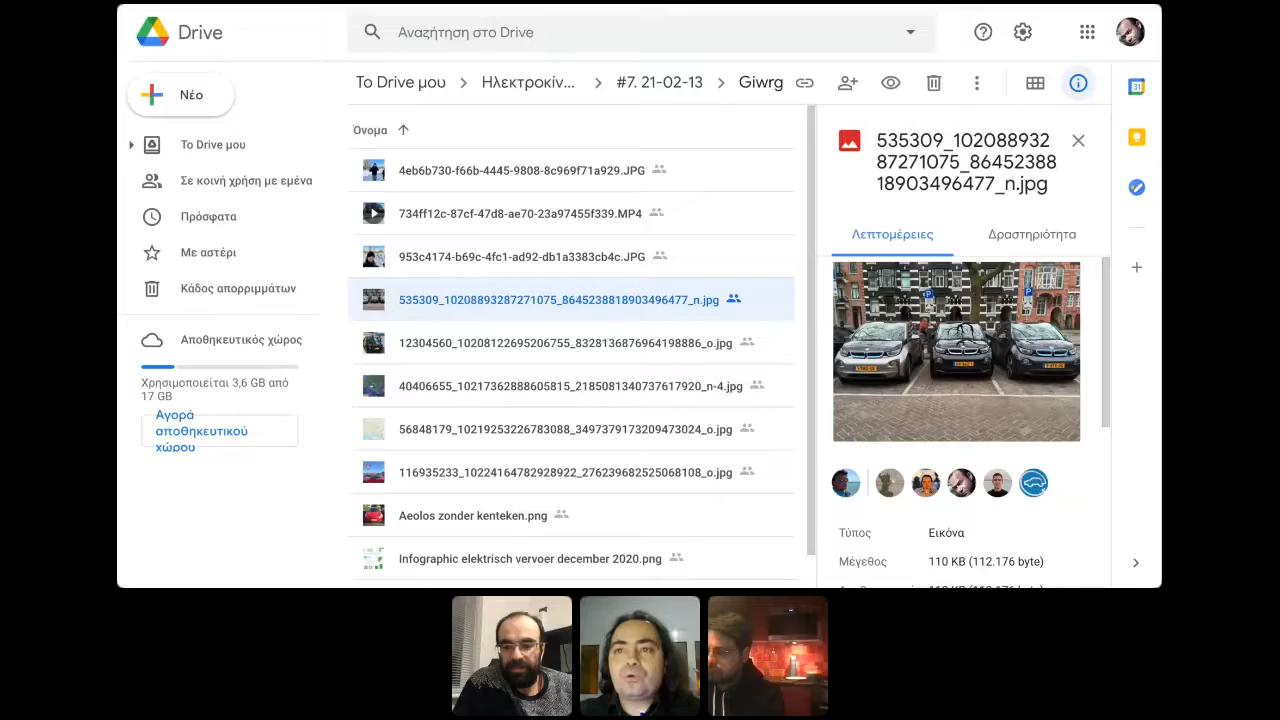 Drive
Αναζήτηση στο Drive
Νέο
Το Drive μου
Σε κοινή χρήση με εμένα
Πρόσφατα
Με αστέρι
Κάδος απορριμμάτων
Αποθηκευτικός χώρος
Χρησιμοποιείται 3,6 GB από
17 GB
Αγορά
αποθηκευτικού
χώρου
Το Drive μου > Ηλεκτροκίν... > #7. 21-02-13 > Giwrg
Όνομα
4eb6b730-f66b-4445-9808-8c969f71a929.JPG
734ff12c-87cf-47d8-ae70-23a97455f339.MP4
953c4174-b69c-4fc1-ad92-db1a3383cb4c.JPG
535309_10208893287271075_8645238818903496477_n.jpg
12304560_10208122695206755_8328136876964198886_o.jpg
40406655_10217362888605815_2185081340737617920_n-4.jpg
56848179_10219253226783088_3497379173209473024_o.jpg
116935233_10224164782928922_276239682525068108_o.jpg
Aeolos zonder kenteken.png
Infographic elektrisch vervoer december 2020.png
535309_102088932
87271075_86452388
18903496477_n.jpg
Λεπτομέρειες
Δραστηριότητα
Τύπος Εικόνα
Μέγεθος 110 KB (112.176 byte)
31